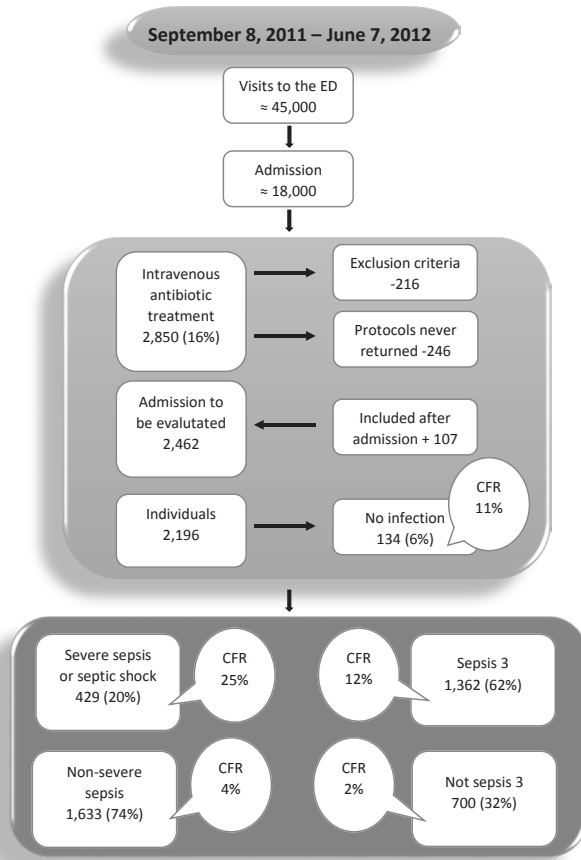 September 8, 2011 – June 7, 2012
Visits to the ED
≈ 45,000
Admission
≈ 18,000
Intravenous
antibiotic
treatment
2,850 (16%)
Exclusion criteria
-216
Protocols never
returned -246
Admission to
be evalutated
2,462
Included after
admission + 107
Individuals
2,196
No infection
134 (6%)
CFR
11%
Severe sepsis
or septic shock
429 (20%)
CFR
25%
CFR
12%
Sepsis 3
1,362 (62%)
Non-severe
sepsis
1,633 (74%)
CFR
4%
CFR
2%
Not sepsis 3
700 (32%)